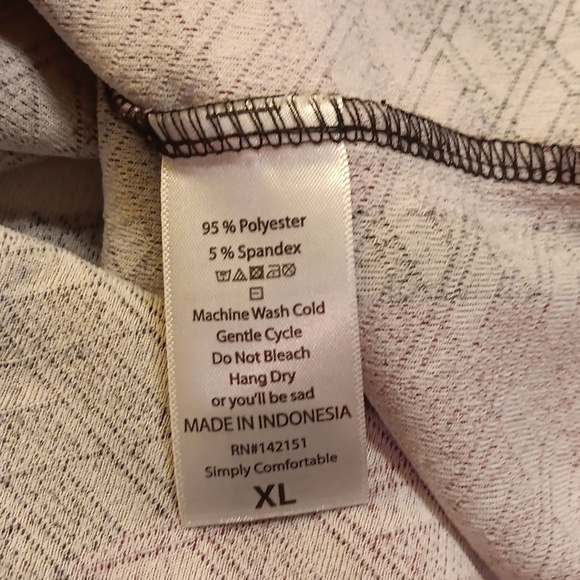 95 % Polyester
5 % Spandex
Machine Wash Cold
Gentle Cycle
Do Not Bleach
Hang Dry
or you'll be sad
MADE IN INDONESIA
RN#142151
Simply Comfortable
XL